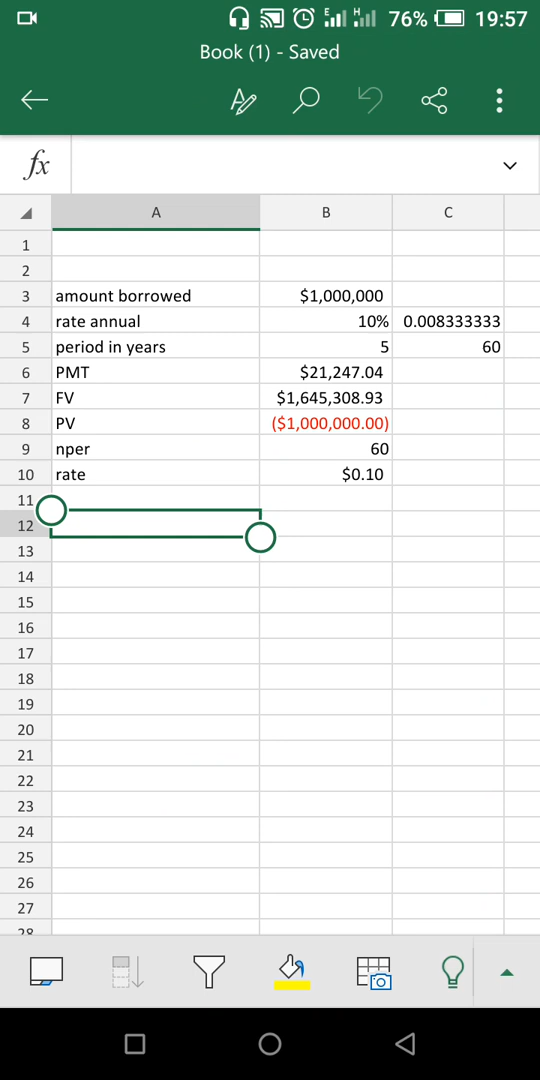 E H 76% 19:57
Book (1) - Saved
fx
A B C
1
2
3 amount borrowed $1,000,000
4 rate annual 10% 0.008333333
5 period in years 5 60
6 PMT $21,247.04
7 FV $1,645,308.93
8 PV ($1,000,000.00)
9 nper 60
10 rate $0.10
11
12
13
14
15
16
17
18
19
20
21
22
23
24
25
26
27
28